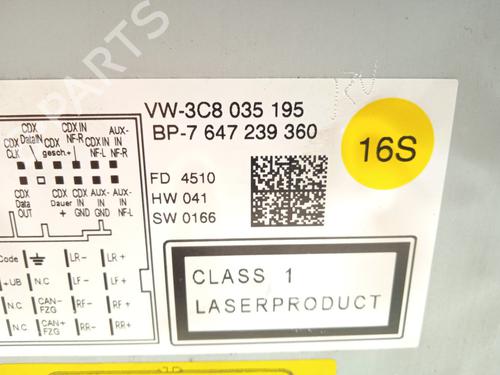 PARTS
VW-3C8 035 195
BP-7 647 239 360
16S
FD 4510
HW 041
SW 0166
CLASS 1
LASERPRODUCT
CDX CDX CDX IN CDX AUX-
CLK Data IN gesch.+ NF-R IN IN
NF-L NF-R
CDX CDX CDX AUX- AUX-
Data Dauer IN IN IN
OUT + GND GND NF-L
Code LR- LR+
+UB N.C LF- LF+
N.C CAN- RF- RF+
FZG
N.C CAN+ RR- RR+
FZG